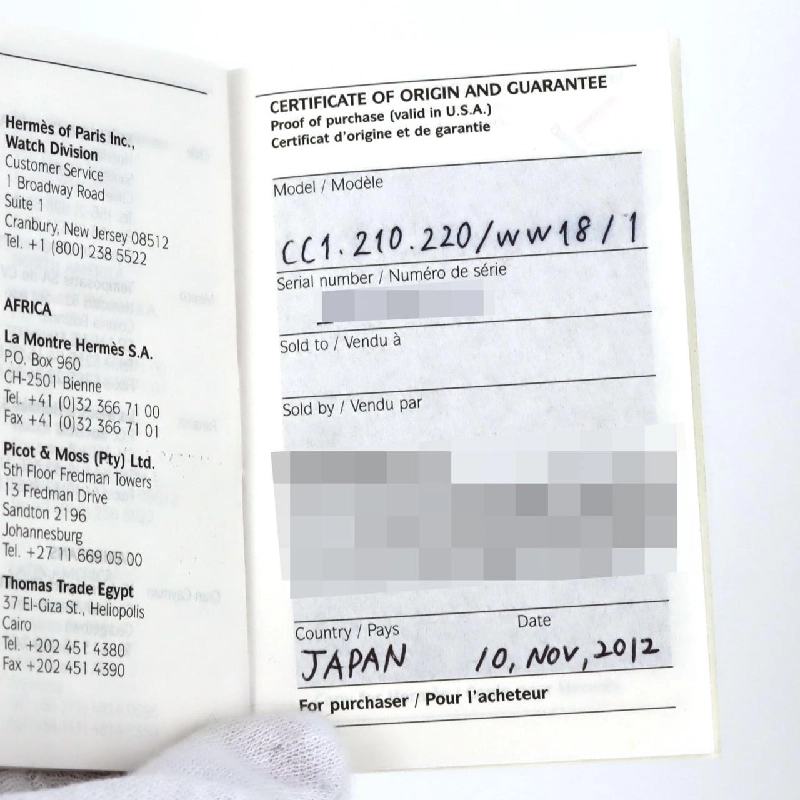 Hermès of Paris Inc.,
Watch Division
Customer Service
1 Broadway Road
Suite 1
Cranbury, New Jersey 08512
Tel. +1 (800) 238 5522
AFRICA
La Montre Hermès S.A.
P.O. Box 960
CH-2501 Bienne
Tel. +41 (0)32 366 71 00
Fax +41 (0)32 366 71 01
Picot & Moss (Pty) Ltd.
5th Floor Fredman Towers
13 Fredman Drive
Sandton 2196
Johannesburg
Tel. +27 11 669 05 00
Thomas Trade Egypt
37 El-Giza St., Heliopolis
Cairo
Tel. +202 451 4380
Fax +202 451 4390
CERTIFICATE OF ORIGIN AND GUARANTEE
Proof of purchase (valid in U.S.A.)
Certificat d'origine et de garantie
Model / Modèle
CC1.210.220/WW18/1
Serial number / Numéro de série
Sold to / Vendu à
Sold by / Vendu par
Country / Pays Date
JAPAN 10, NOV, 2012
For purchaser / Pour l'acheteur